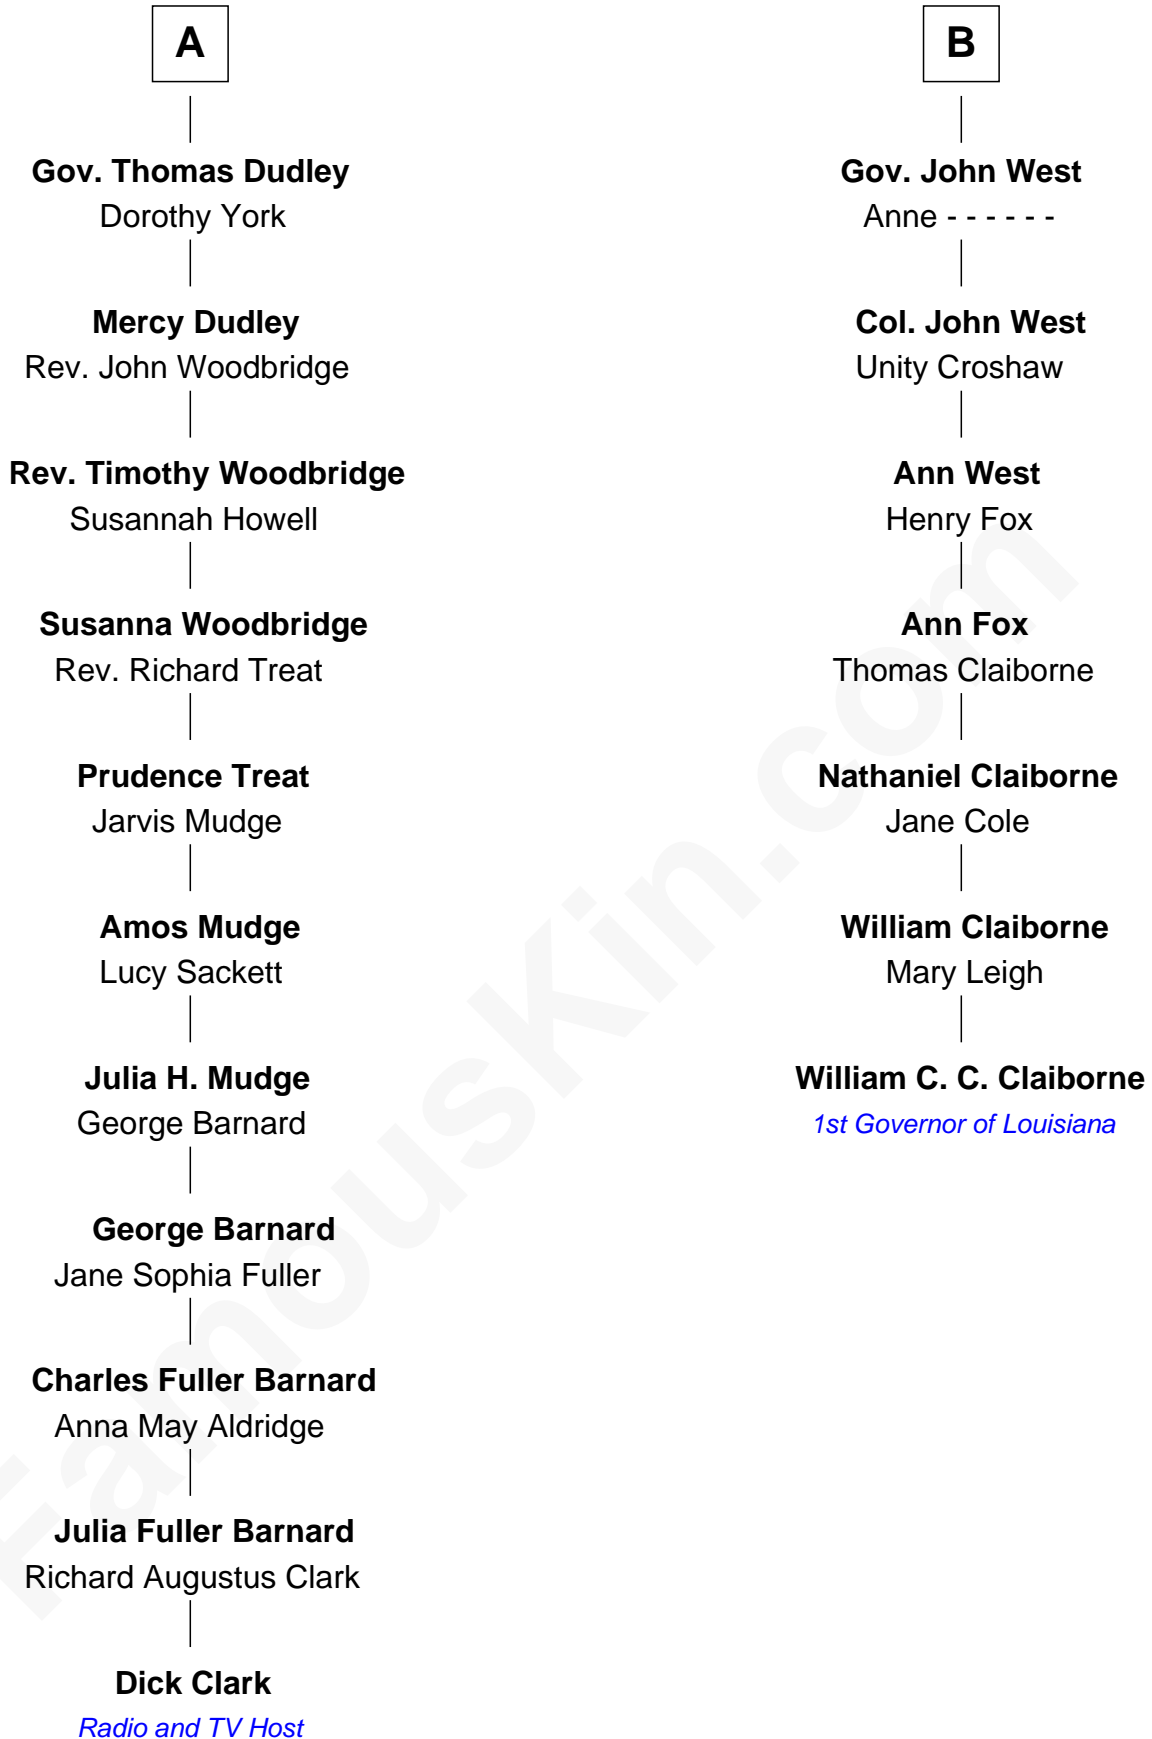 A
Gov. Thomas Dudley
Dorothy York
Mercy Dudley
Rev. John Woodbridge
Rev. Timothy Woodbridge
Susannah Howell
Susanna Woodbridge
Rev. Richard Treat
Prudence Treat
Jarvis Mudge
Amos Mudge
Lucy Sackett
Julia H. Mudge
George Barnard
George Barnard
Jane Sophia Fuller
Charles Fuller Barnard
Anna May Aldridge
Julia Fuller Barnard
Richard Augustus Clark
Dick Clark
Radio and TV Host
B
Gov. John West
Anne - - - - - -
Col. John West
Unity Croshaw
Ann West
Henry Fox
Ann Fox
Thomas Claiborne
Nathaniel Claiborne
Jane Cole
William Claiborne
Mary Leigh
William C. C. Claiborne
1st Governor of Louisiana
FamousKin.com